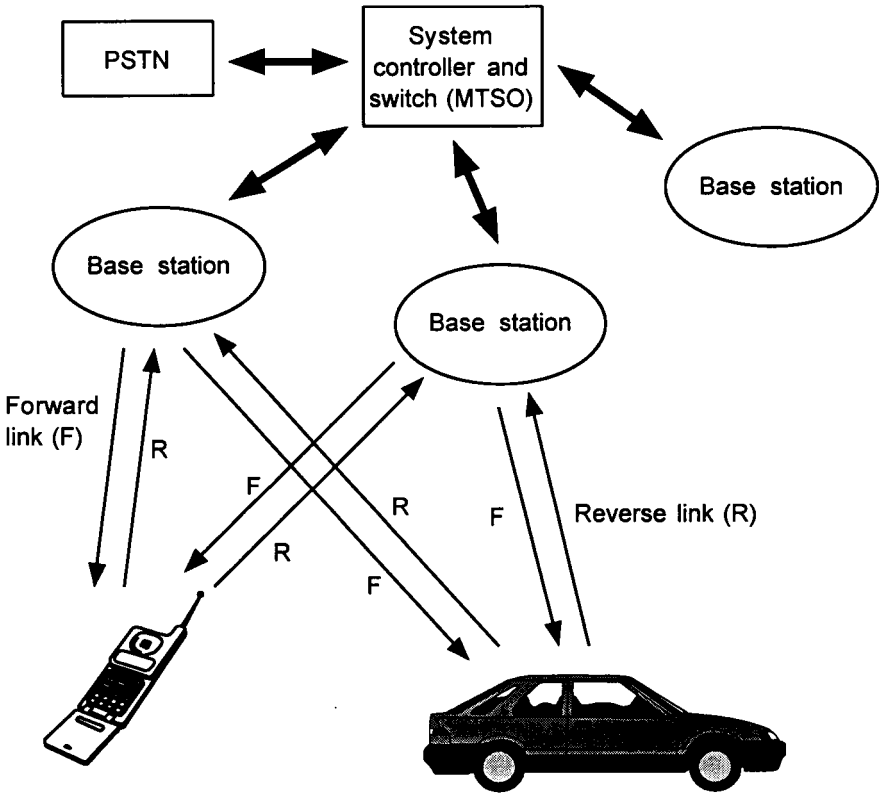 PSTN
System
controller and
switch (MTSO)
Base station
Base station
Base station
Forward
link (F)
R
F
R
R
F
F
Reverse link (R)